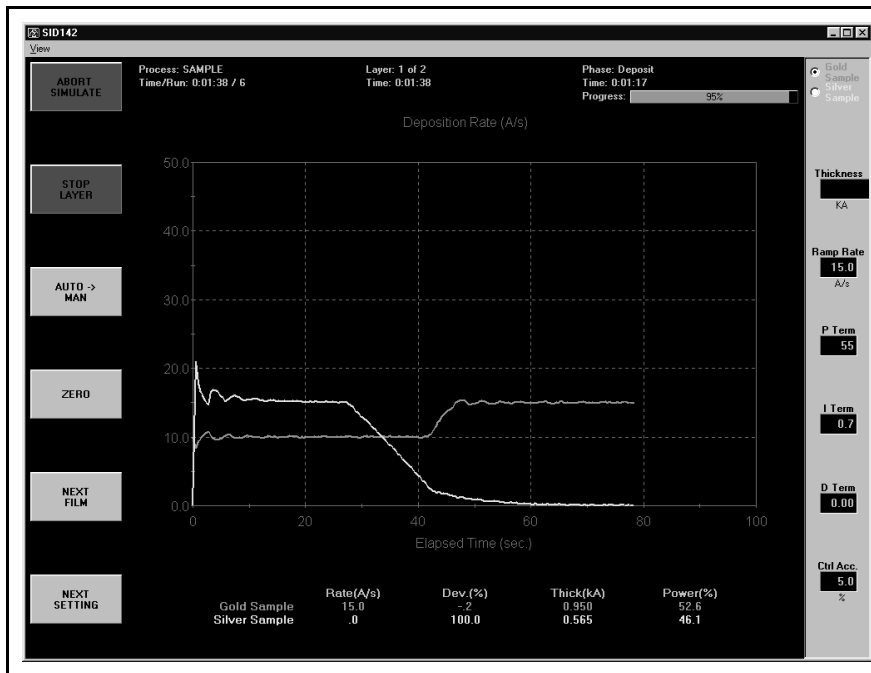 SID142
View
ABORT
SIMULATE
STOP
LAYER
AUTO ->
MAN
ZERO
NEXT
FILM
NEXT
SETTING
Process: SAMPLE
Time/Run: 0:01:38 / 6
Layer: 1 of 2
Time: 0:01:38
Phase: Deposit
Time: 0:01:17
Progress: 95%
Deposition Rate (A/s)
50.0
40.0
30.0
20.0
10.0
0.0
0 20 40 60 80 100
Elapsed Time (sec.)
Rate(A/s) Dev.(%) Thick(kA) Power(%)
Gold Sample 15.0 -.2 0.950 52.6
Silver Sample .0 100.0 0.565 46.1
Gold
Sample
Silver
Sample
Thickness
KA
Ramp Rate
15.0
A/s
P Term
55
I Term
0.7
D Term
0.00
Ctrl Acc.
5.0
%